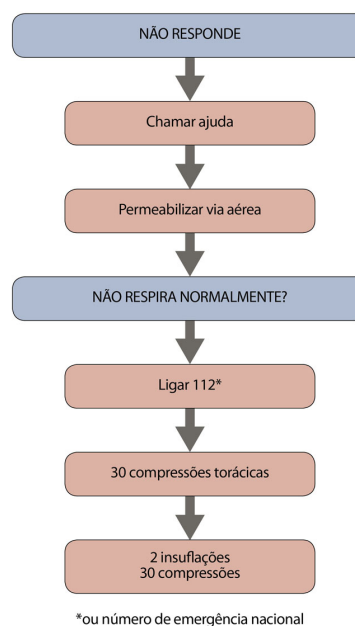 NÃO RESPONDE
Chamar ajuda
Permeabilizar via aérea
NÃO RESPIRA NORMALMENTE?
Ligar 112*
30 compressões torácicas
2 insuflações
30 compressões
*ou número de emergência nacional